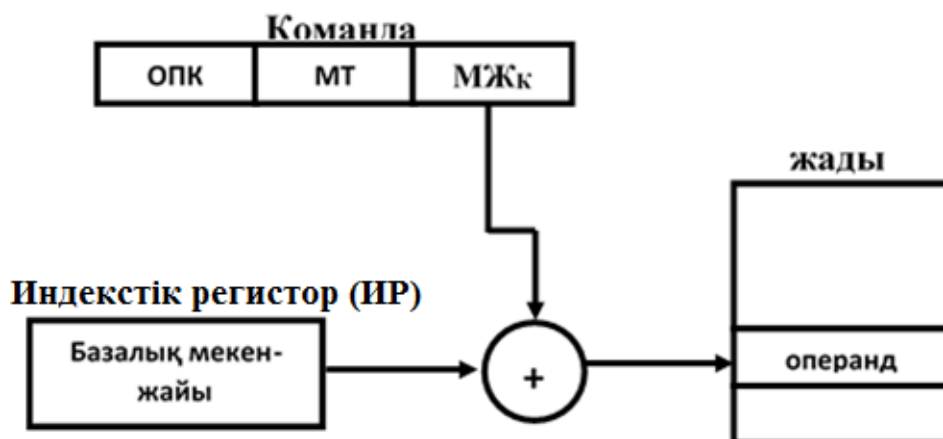 Команда
ОПК МТ МЖК
жады
Индекстік регистор (ИР)
Базалық мекен-
жайы
+
операнд